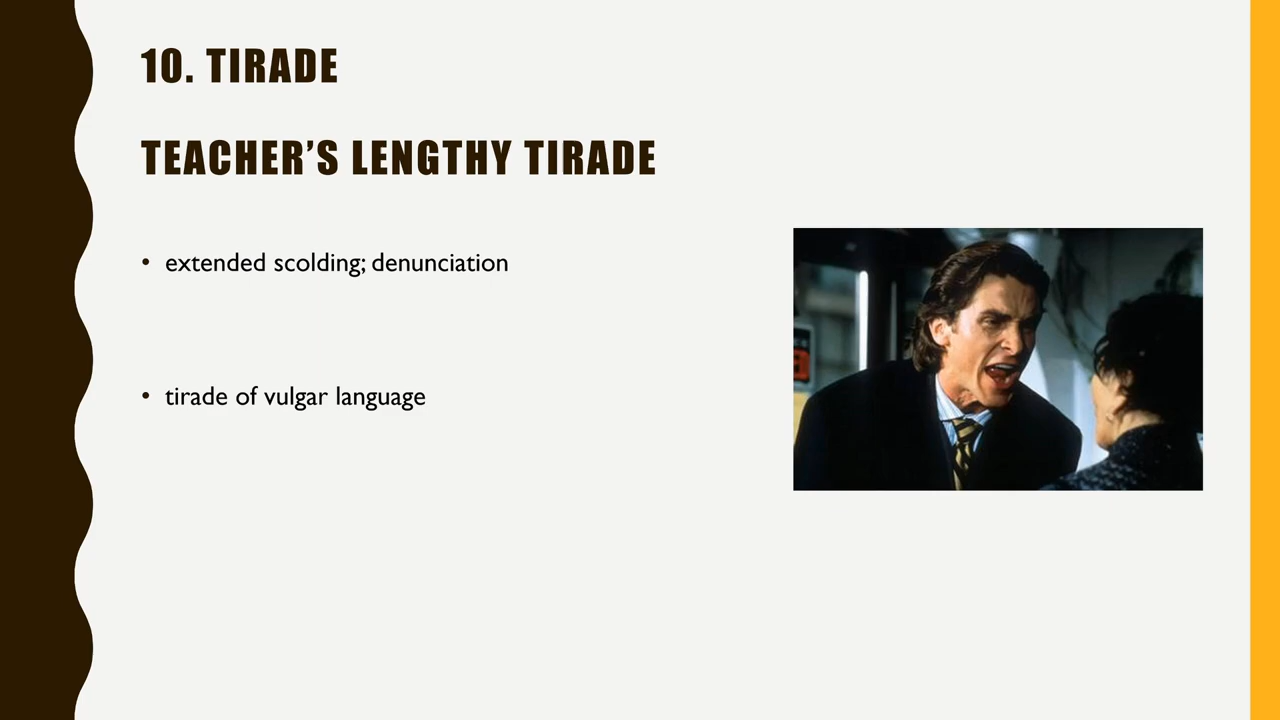 10. TIRADE
TEACHER’S LENGTHY TIRADE
• extended scolding; denunciation
• tirade of vulgar language